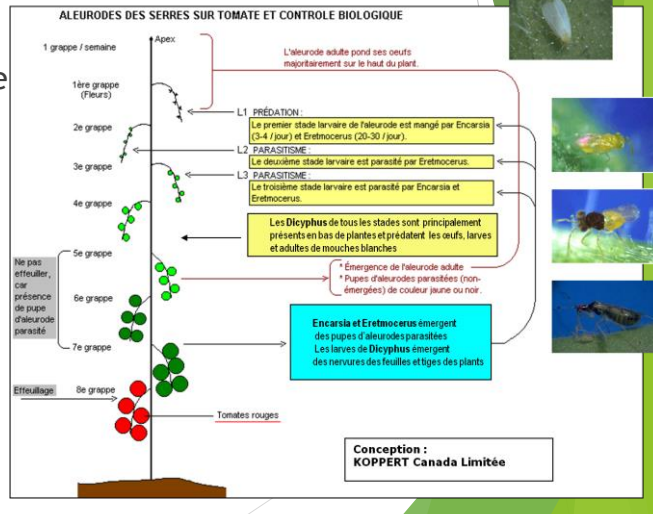 ALEURODES DES SERRES SUR TOMATE ET CONTROLE BIOLOGIQUE
1 grappe / semaine
Apex
L'aleurode adulte pond ses oeufs
majoritairement sur le haut du plant.
e
1ère grappe
(Fleurs)
L1 PRÉDATION :
Le premier stade larvaire de l'aleurode est mangé par Encarsia
(3-4 / jour) et Eretmocerus (20-30 / jour).
2e grappe
L2 PARASITISME :
Le deuxième stade larvaire est parasité par Eretmocerus.
3e grappe
L3 PARASITISME :
Le troisième stade larvaire est parasité par Encarsia et
Eretmocerus.
4e grappe
Les Dicyphus de tous les stades sont principalement
présents en bas de plantes et prédatent les œufs, larves
et adultes de mouches blanches
5e grappe
Ne pas
effeuiller,
car
présence
de pupe
d'aleurode
parasité
* Émergence de l'aleurode adulte
* Pupes d'aleurodes parasitées (non-
émergées) de couleur jaune ou noir.
6e grappe
Encarsia et Eretmocerus émergent
des pupes d'aleurodes parasitées
Les larves de Dicyphus émergent
des nervures des feuilles et tiges des plants
7e grappe
Effeuillage
8e grappe
Tomates rouges
Conception :
KOPPERT Canada Limitée